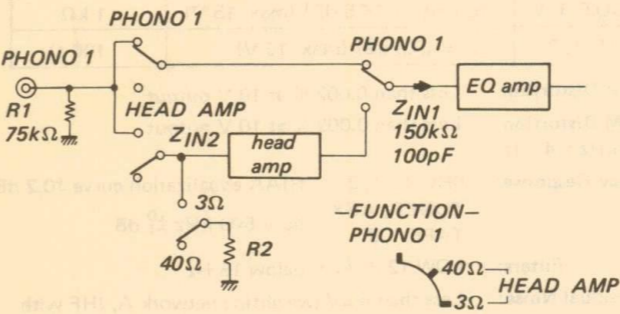 PHONO 1
PHONO 1
PHONO 1
R1
75kΩ
HEAD AMP
ZIN2
head
amp
ZIN1
150kΩ
100pF
EQ amp
3Ω
40Ω
R2
—FUNCTION—
PHONO 1
40Ω
3Ω
HEAD AMP